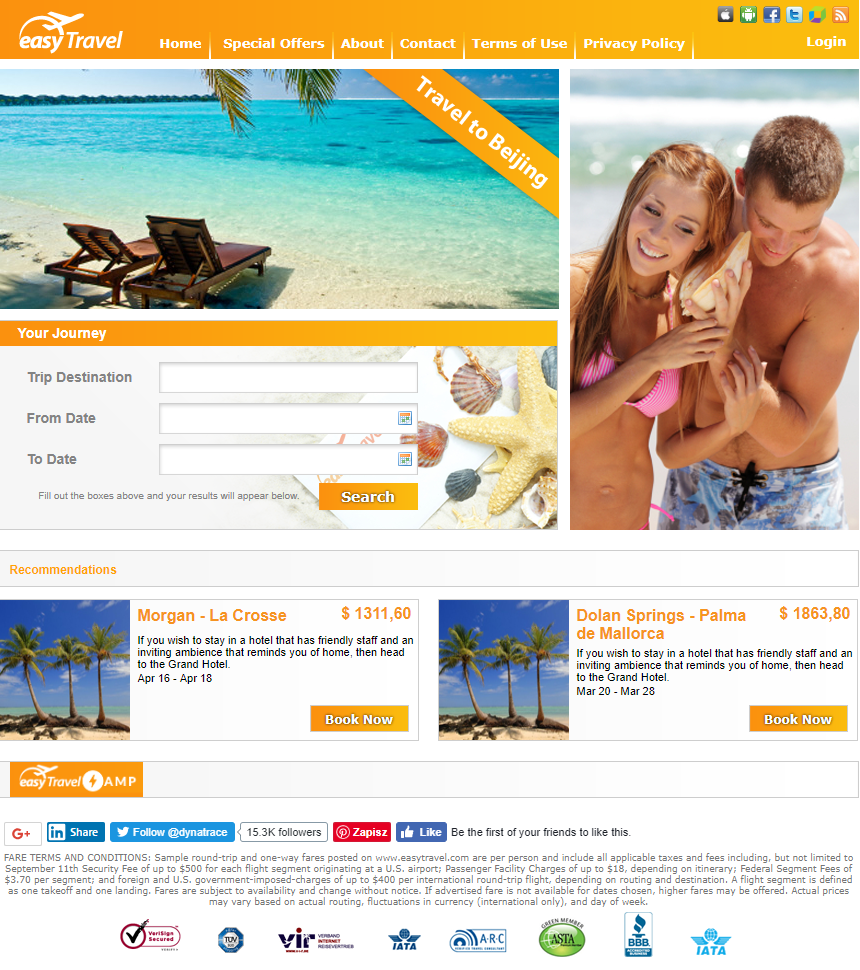 easyTravel
Home
Special Offers
About
Contact
Terms of Use
Privacy Policy
Login
Travel to Beijing
Your Journey
Trip Destination
From Date
To Date
Fill out the boxes above and your results will appear below.
Search
Recommendations
Morgan - La Crosse
$ 1311,60
If you wish to stay in a hotel that has friendly staff and an
inviting ambience that reminds you of home, then head
to the Grand Hotel.
Apr 16 - Apr 18
Book Now
Dolan Springs - Palma
de Mallorca
$ 1863,80
If you wish to stay in a hotel that has friendly staff and an
inviting ambience that reminds you of home, then head
to the Grand Hotel.
Mar 20 - Mar 28
Book Now
easyTravel AMP
G+
in Share
Follow @dynatrace
15.3K followers
Zapisz
Like
Be the first of your friends to like this.
FARE TERMS AND CONDITIONS: Sample round-trip and one-way fares posted on www.easytravel.com are per person and include all applicable taxes and fees including, but not limited to
September 11th Security Fee of up to $500 for each flight segment originating at a U.S. airport; Passenger Facility Charges of up to $18, depending on itinerary; Federal Segment Fees of
$3.70 per segment; and foreign and U.S. government-imposed-charges of up to $400 per international round-trip flight, depending on routing and destination. A flight segment is defined
as one takeoff and one landing. Fares are subject to availability and change without notice. If advertised fare is not available for dates chosen, higher fares may be offered. Actual prices
may vary based on actual routing, fluctuations in currency (international only), and day of week.
VeriSign
Secured
VERIFY
TÜV
vir
VERBAND
INTERNET
REISEVERTRIEB
IATA
A·R·C
GREEN MEMBER
ASTA
BBB
ACCREDITED
BUSINESS
IATA